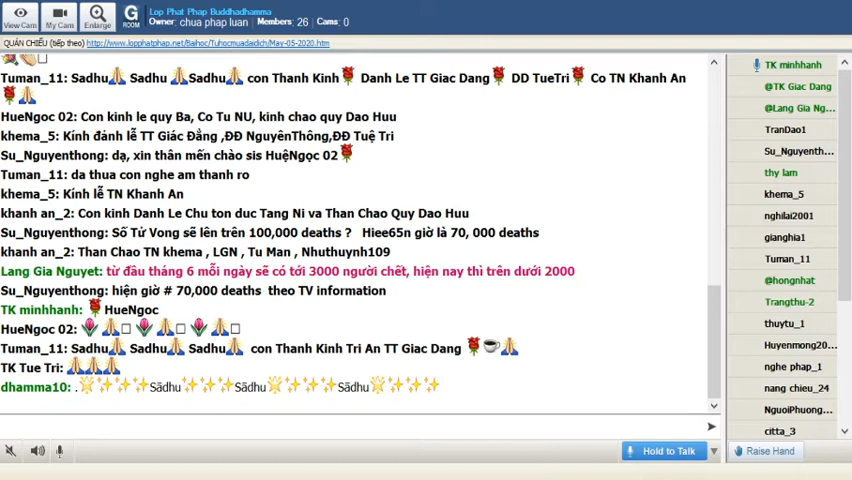 View Cam
My Cam
Enlarge
G
ROOM
Lop Phat Phap Buddhadhamma
Owner: chua phap luan / Members: 26 / Cams: 0
QUÁN CHIẾU (tiếp theo) http://www.lopphatphap.net/Baihoc/Tuhocmuadaidich/May-05-2020.htm
Tuman_11: Sadhu🙏 Sadhu 🙏Sadhu🙏 con Thanh Kinh🌹 Danh Le TT Giac Dang🌹 DD TueTri🌹 Co TN Khanh An
🌹🙏
HueNgoc 02: Con kinh le quy Ba, Co Tu NU, kinh chao quy Dao Huu
khema_5: Kính đảnh lễ TT Giác Đẳng ,ĐĐ NguyênThông,ĐĐ Tuệ Tri
Su_Nguyenthong: dạ, xin thân mến chào sis HuệNgọc 02🌹
Tuman_11: da thua con nghe am thanh ro
khema_5: Kính lễ TN Khanh An
khanh an_2: Con kinh Danh Le Chu ton duc Tang Ni va Than Chao Quy Dao Huu
Su_Nguyenthong: Số Tử Vong sẽ lên trên 100,000 deaths ? Hiee65n giờ là 70, 000 deaths
khanh an_2: Than Chao TN khema , LGN , Tu Man , Nhuthuynh109
Lang Gia Nguyet: từ đầu tháng 6 mỗi ngày sẽ có tới 3000 người chết, hiện nay thì trên dưới 2000
Su_Nguyenthong: hiện giờ # 70,000 deaths theo TV information
TK minhhanh: 🌹HueNgoc
HueNgoc 02: 🌷🙏□ 🌷🙏□ 🌷🙏□
Tuman_11: Sadhu🙏 Sadhu🙏 Sadhu🙏 con Thanh Kinh Tri An TT Giac Dang 🌹☕🙏
TK Tue Tri: 🙏🙏🙏
dhamma10: . 🌟✨✨✨Sādhu✨✨✨Sādhu🌟✨✨✨Sādhu🌟✨✨✨
TK minhhanh
@TK Giac Dang
@Lang Gia Ng...
TranDao1
Su_Nguyenth...
thy lam
khema_5
nghilai2001
gianghia1
Tuman_11
@hongnhat
Trangthu-2
thuytu_1
Huyenmong20...
nghe phap_1
nang chieu_24
NguoiPhuong...
citta_3
Hold to Talk
Raise Hand